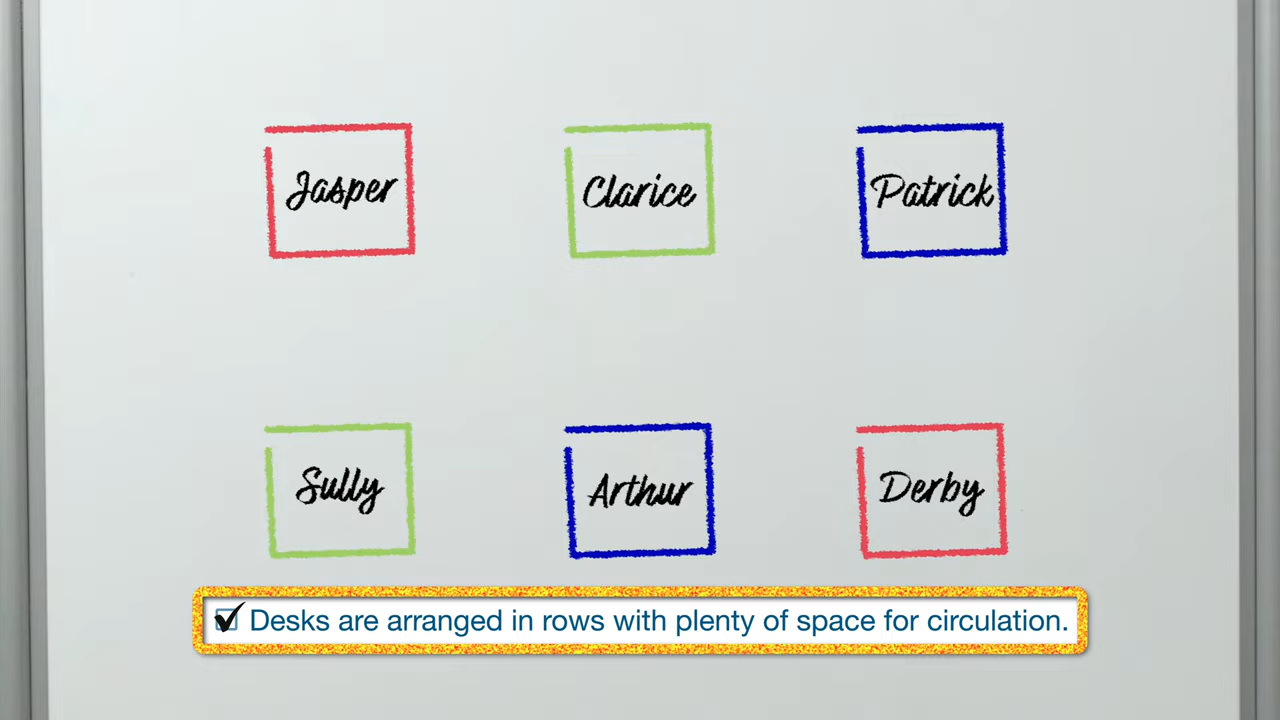 Jasper
Clarice
Patrick
Sully
Arthur
Derby
Desks are arranged in rows with plenty of space for circulation.